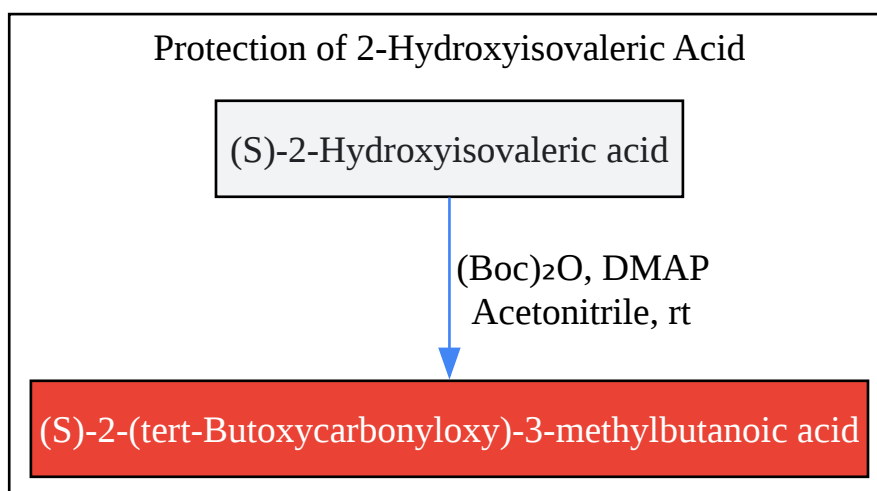 Protection of 2-Hydroxyisovaleric Acid
(S)-2-Hydroxyisovaleric acid
(Boc)₂O, DMAP
Acetonitrile, rt
(S)-2-(tert-Butoxycarbonyloxy)-3-methylbutanoic acid